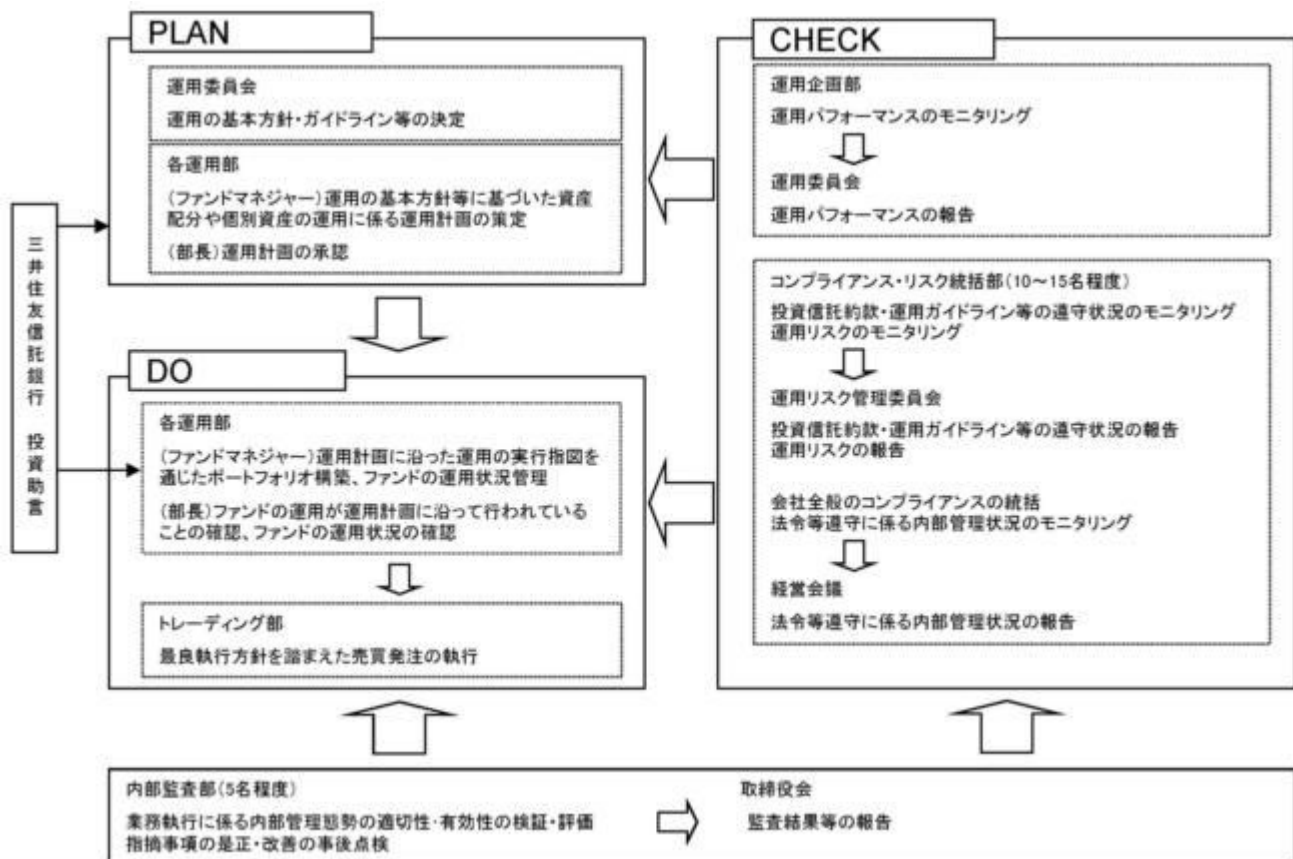 PLAN
運用委員会
運用の基本方針・ガイドライン等の決定
各運用部
(ファンドマネジャー)運用の基本方針等に基づいた資産
配分や個別資産の運用に係る運用計画の策定
(部長)運用計画の承認
三井住友信託銀行 投資助言
DO
各運用部
(ファンドマネジャー)運用計画に沿った運用の実行指図を
通じたポートフォリオ構築、ファンドの運用状況管理
(部長)ファンドの運用が運用計画に沿って行われている
ことの確認、ファンドの運用状況の確認
トレーディング部
最良執行方針を踏まえた売買発注の執行
CHECK
運用企画部
運用パフォーマンスのモニタリング
運用委員会
運用パフォーマンスの報告
コンプライアンス・リスク統括部(10～15名程度)
投資信託約款・運用ガイドライン等の遵守状況のモニタリング
運用リスクのモニタリング
運用リスク管理委員会
投資信託約款・運用ガイドライン等の遵守状況の報告
運用リスクの報告
会社全般のコンプライアンスの統括
法令等遵守に係る内部管理状況のモニタリング
経営会議
法令等遵守に係る内部管理状況の報告
内部監査部(5名程度)
業務執行に係る内部管理態勢の適切性・有効性の検証・評価
指摘事項の是正・改善の事後点検
取締役会
監査結果等の報告